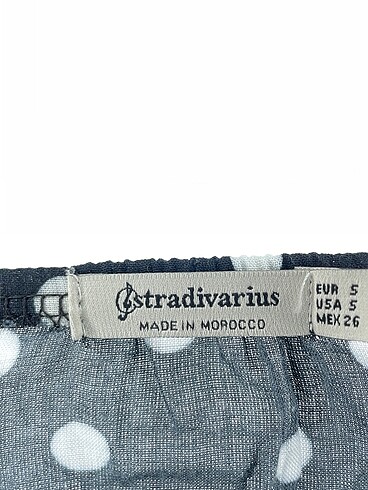 stradivarius
MADE IN MOROCCO
EUR S
USA S
MEX 26